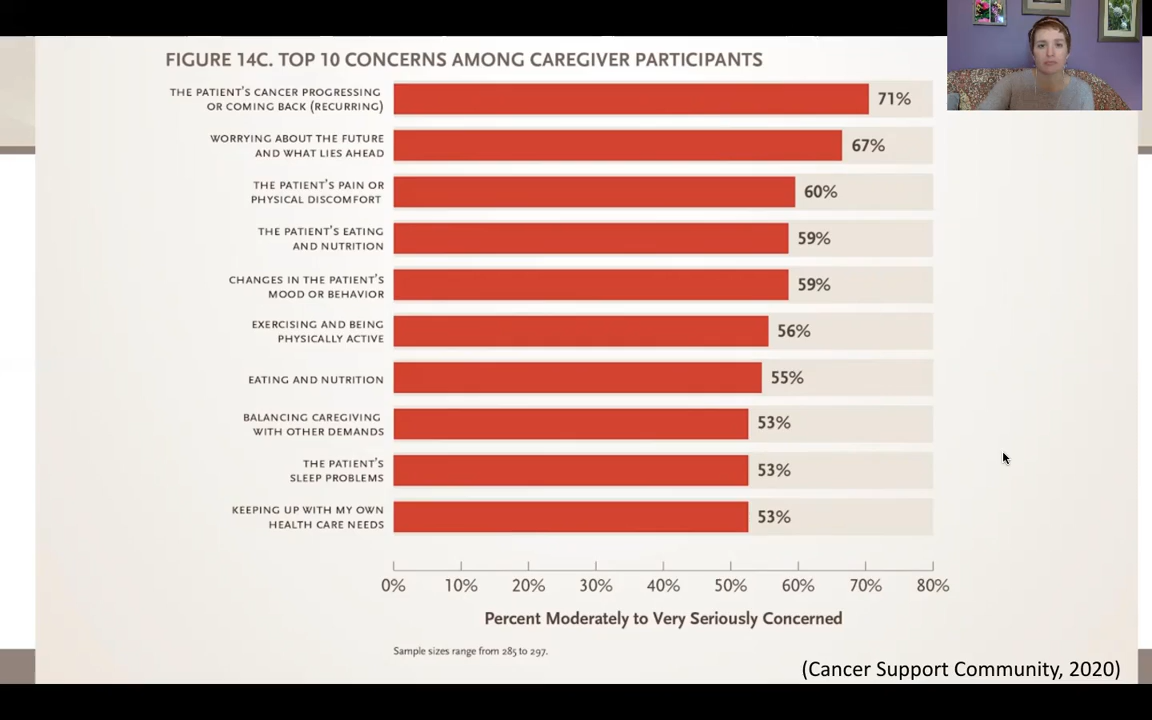 FIGURE 14C. TOP 10 CONCERNS AMONG CAREGIVER PARTICIPANTS
THE PATIENT'S CANCER PROGRESSING
OR COMING BACK (RECURRING)
71%
WORRYING ABOUT THE FUTURE
AND WHAT LIES AHEAD
67%
THE PATIENT'S PAIN OR
PHYSICAL DISCOMFORT
60%
THE PATIENT'S EATING
AND NUTRITION
59%
CHANGES IN THE PATIENT'S
MOOD OR BEHAVIOR
59%
EXERCISING AND BEING
PHYSICALLY ACTIVE
56%
EATING AND NUTRITION
55%
BALANCING CAREGIVING
WITH OTHER DEMANDS
53%
THE PATIENT'S
SLEEP PROBLEMS
53%
KEEPING UP WITH MY OWN
HEALTH CARE NEEDS
53%
0% 10% 20% 30% 40% 50% 60% 70% 80%
Percent Moderately to Very Seriously Concerned
Sample sizes range from 285 to 297.
(Cancer Support Community, 2020)